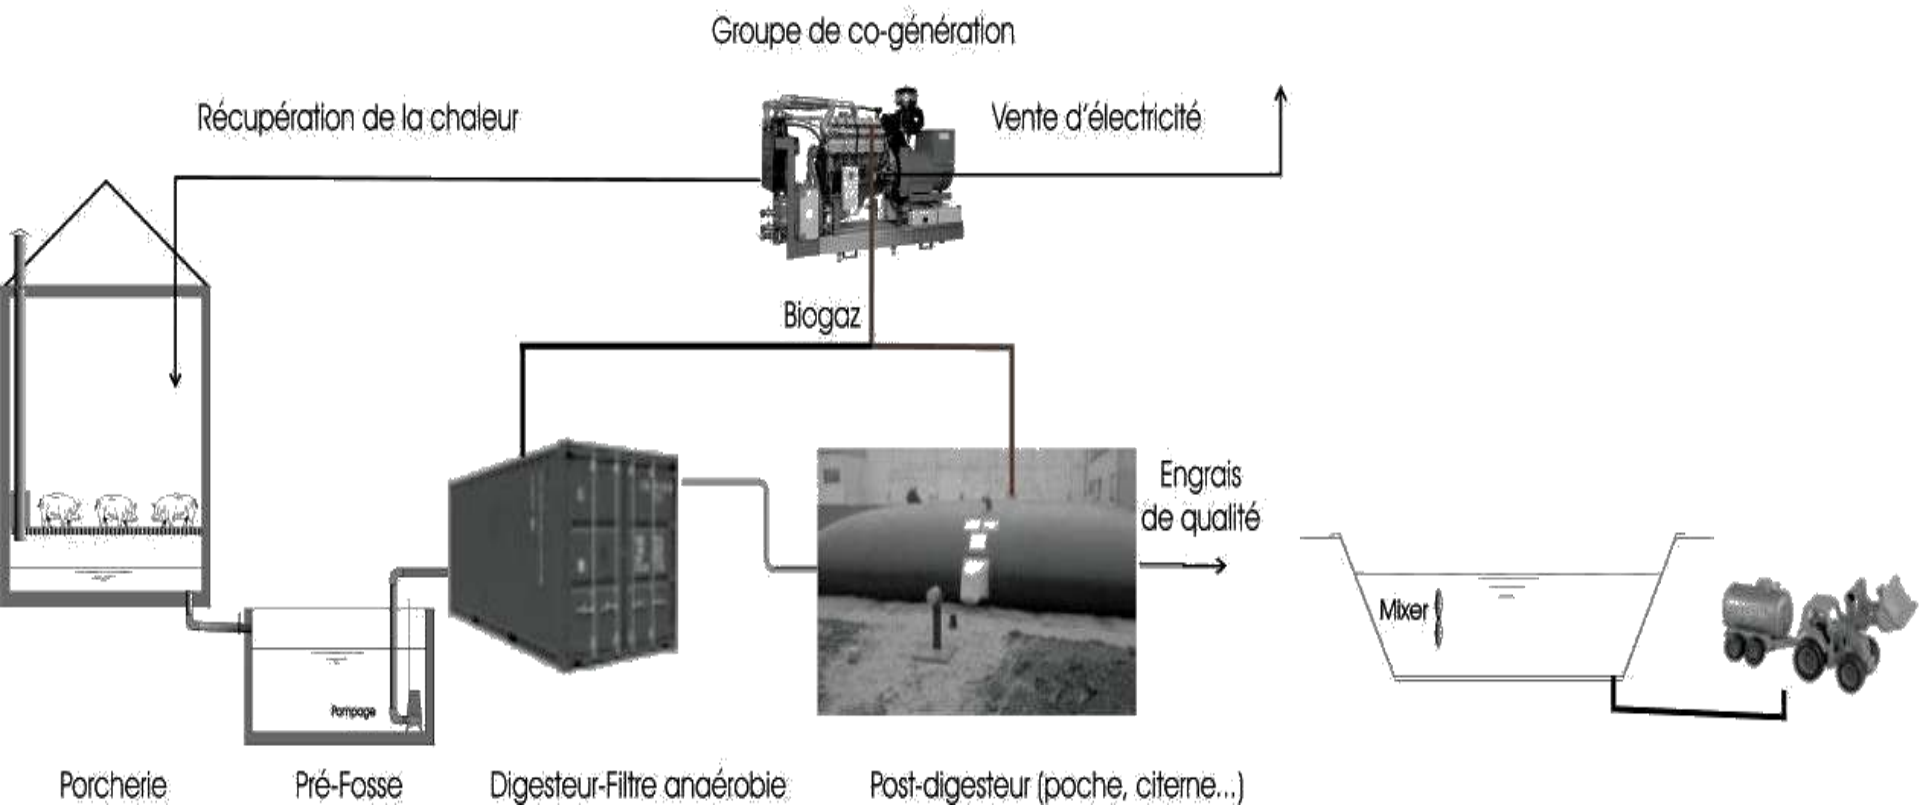 Groupe de co-génération
Récupération de la chaleur
Vente d'électricité
Biogaz
Engrais
de qualité
Mixer
Pompage
Porcherie
Pré-Fosse
Digesteur-Filtre anaérobie
Post-digesteur (poche, citerne...)